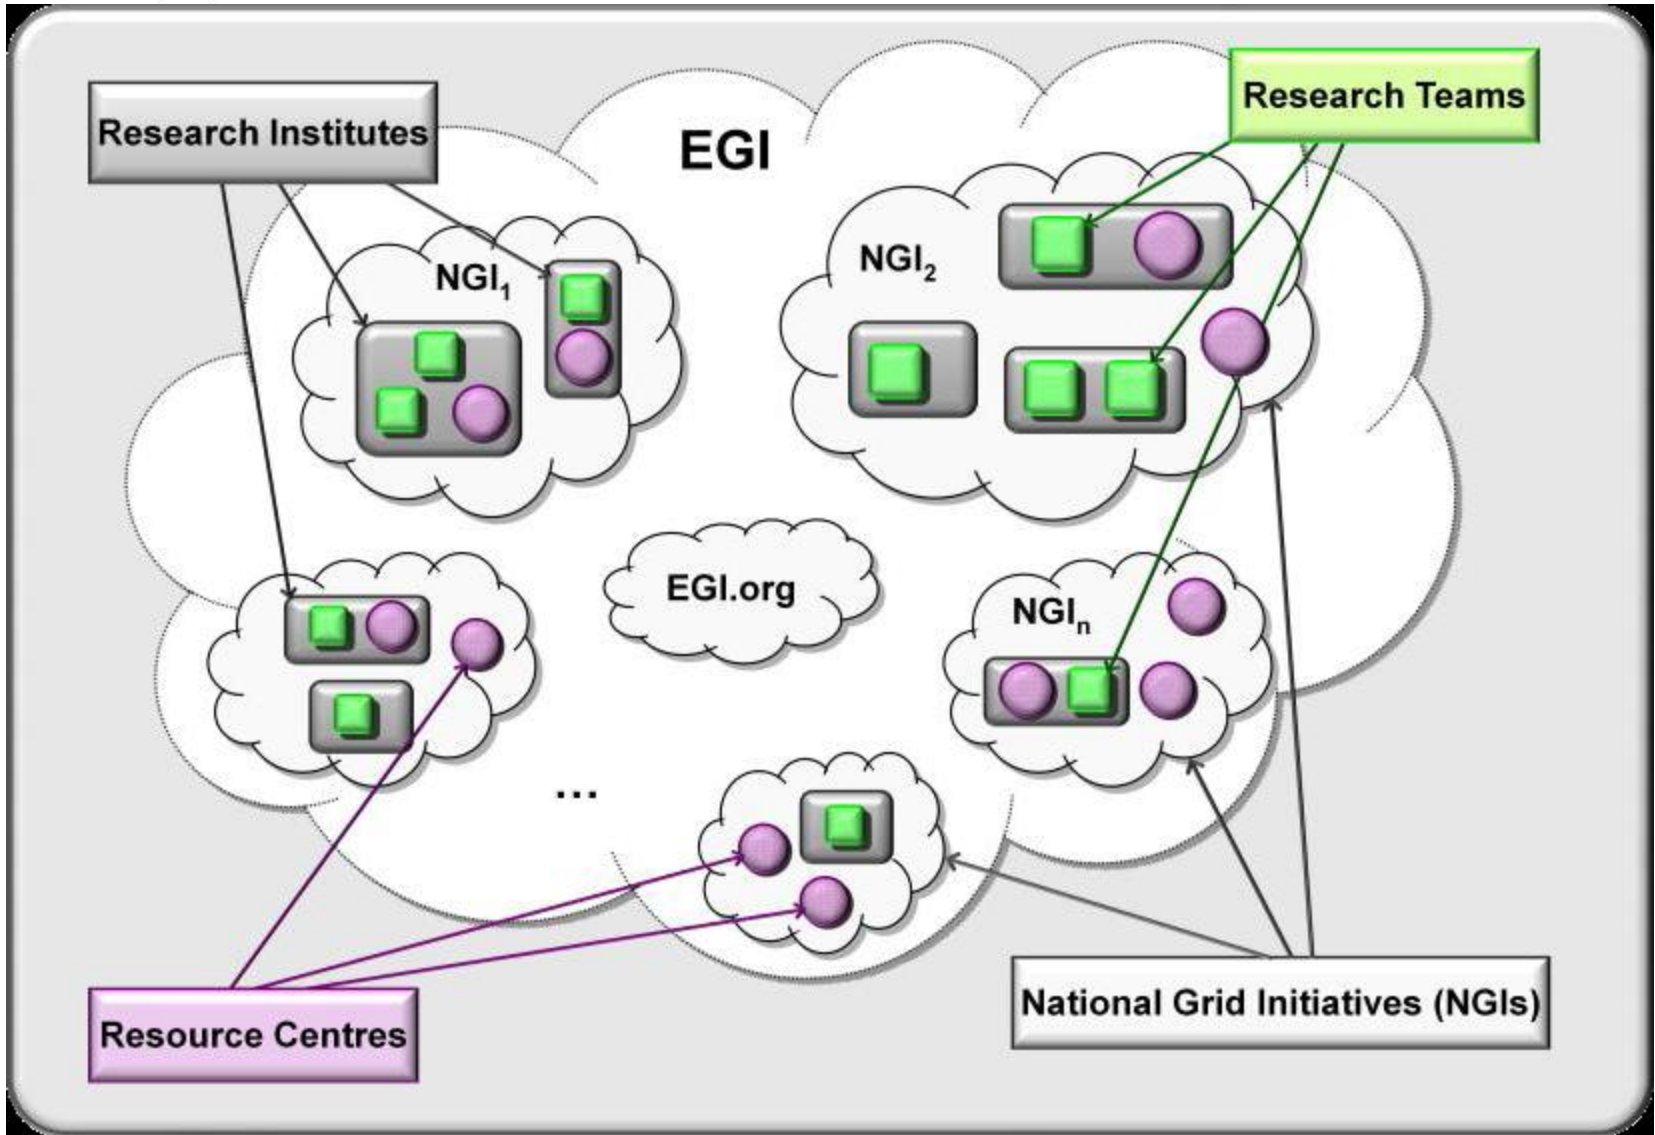 Research Institutes
EGI
Research Teams
NGI₁
NGI₂
EGI.org
NGIₙ
...
Resource Centres
National Grid Initiatives (NGIs)